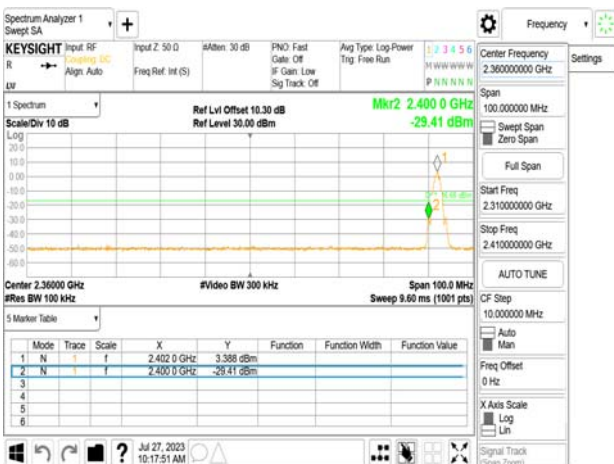 Spectrum Analyzer 1
Swept SA
+
Frequency
KEYSIGHT
R
LXI
Input: RF
Coupling: DC
Align: Auto
Input Z: 50 Ω
Freq Ref: Int (S)
#Atten: 30 dB
PNO: Fast
Gate: Off
IF Gain: Low
Sig Track: Off
Avg Type: Log-Power
Trig: Free Run
1 2 3 4 5 6
M W W W W W
P N N N N N
1 Spectrum
Scale/Div 10 dB
Ref Lvl Offset 10.30 dB
Ref Level 30.00 dBm
Mkr2 2.400 0 GHz
-29.41 dBm
Log
20.0
10.0
0.00
-10.0
-20.0
-30.0
-40.0
-50.0
-60.0
1
2
Center 2.36000 GHz
#Res BW 100 kHz
#Video BW 300 kHz
Span 100.0 MHz
Sweep 9.60 ms (1001 pts)
5 Marker Table
Mode Trace Scale X Y Function Function Width Function Value
1 N 1 f 2.402 0 GHz 3.388 dBm
2 N 1 f 2.400 0 GHz -29.41 dBm
3
4
5
6
?
Jul 27, 2023
10:17:51 AM
Center Frequency
2.360000000 GHz
Settings
Span
100.000000 MHz
Swept Span
Zero Span
Full Span
Start Freq
2.310000000 GHz
Stop Freq
2.410000000 GHz
AUTO TUNE
CF Step
10.000000 MHz
Auto
Man
Freq Offset
0 Hz
X Axis Scale
Log
Lin
Signal Track
(Span Zoom)